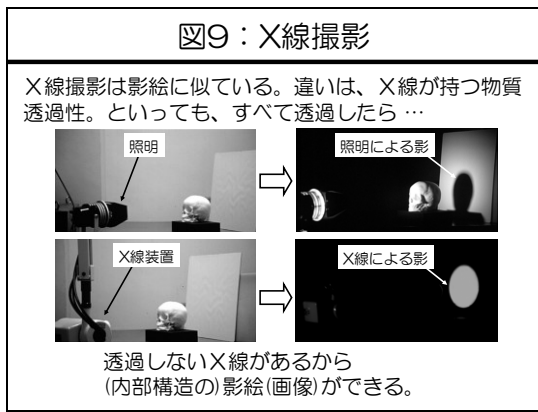 図9：X線撮影
X線撮影は影絵に似ている。違いは、X線が持つ物質
透過性。といっても、すべて透過したら …
照明
照明による影
X線装置
X線による影
透過しないX線があるから
(内部構造の)影絵(画像)ができる。